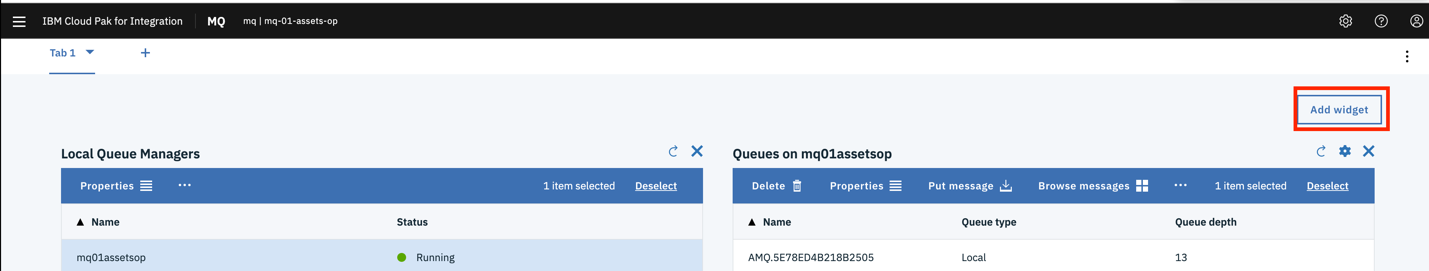 IBM Cloud Pak for Integration MQ mq | mq-01-assets-op
Tab 1 +
Add widget
Local Queue Managers
Properties ... 1 item selected Deselect
Name Status
mq01assetsop Running
Queues on mq01assetsop
Delete Properties Put message Browse messages ... 1 item selected Deselect
Name Queue type Queue depth
AMQ.5E78ED4B218B2505 Local 13